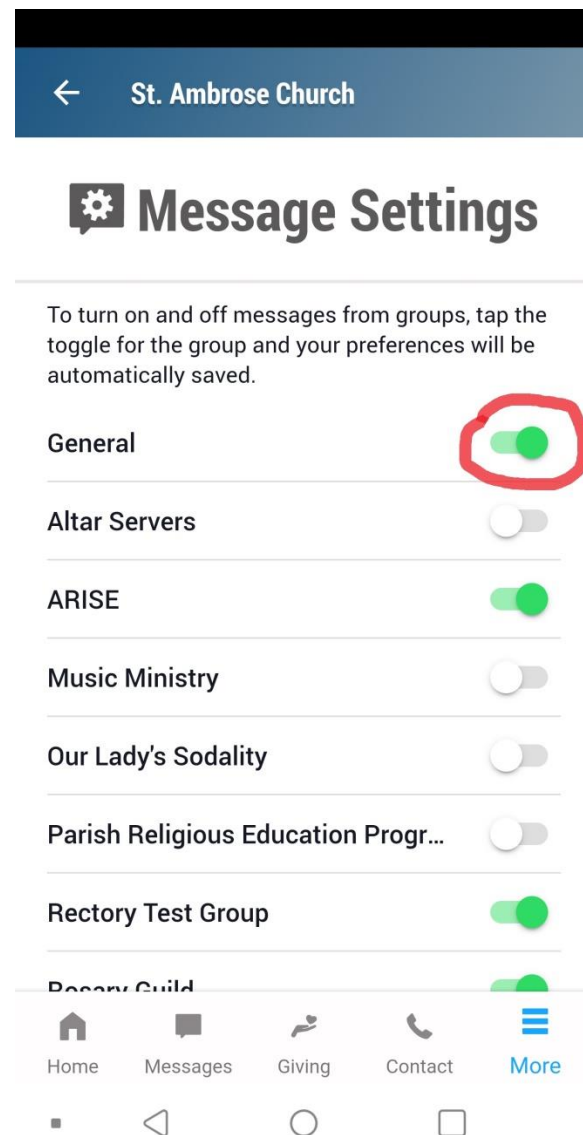 St. Ambrose Church
Message Settings
To turn on and off messages from groups, tap the
toggle for the group and your preferences will be
automatically saved.
General
Altar Servers
ARISE
Music Ministry
Our Lady's Sodality
Parish Religious Education Progr...
Rectory Test Group
Rosary Guild
Home Messages Giving Contact More